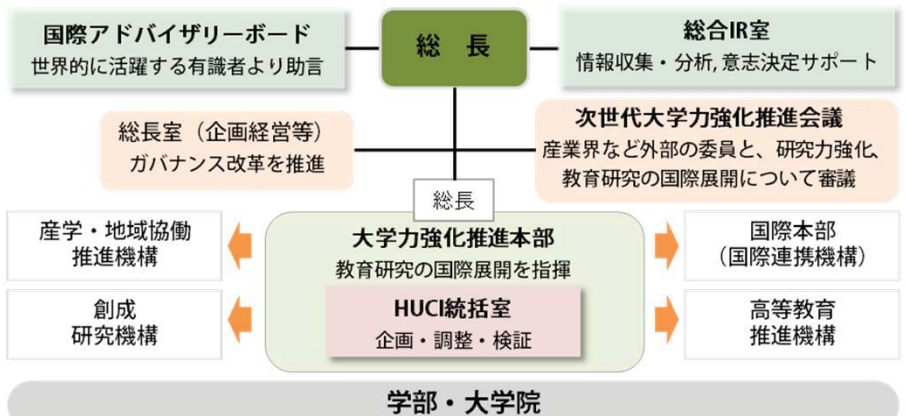 国際アドバイザリーボード
世界的に活躍する有識者より助言
総　長
総合IR室
情報収集・分析, 意志決定サポート
総長室（企画経営等）
ガバナンス改革を推進
次世代大学力強化推進会議
産業界など外部の委員と、研究力強化、
教育研究の国際展開について審議
総長
大学力強化推進本部
教育研究の国際展開を指揮
HUCI統括室
企画・調整・検証
産学・地域協働
推進機構
創成
研究機構
国際本部
（国際連携機構）
高等教育
推進機構
学部・大学院